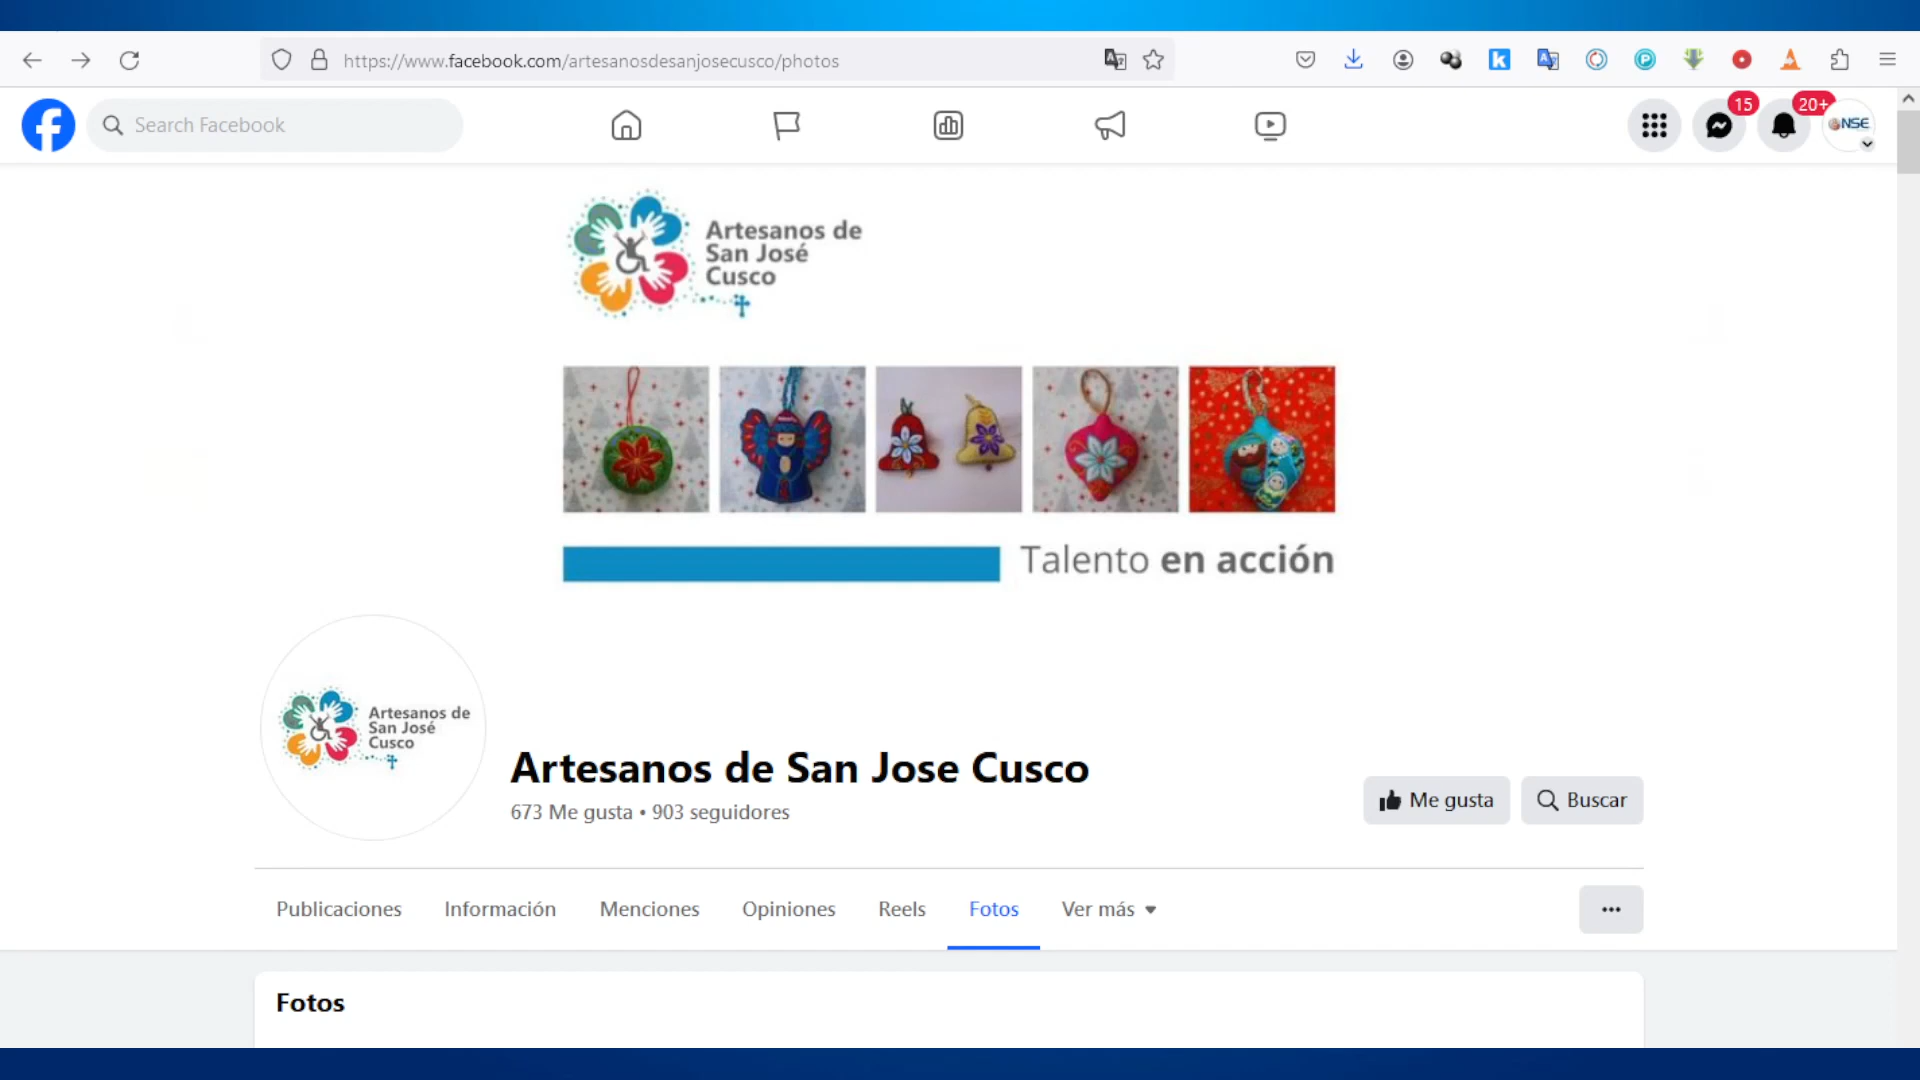 https://www.facebook.com/artesanosdesanjosecusco/photos
Search Facebook
15
20+
NSE
Artesanos de
San José
Cusco
Talento en acción
Artesanos de
San José
Cusco
Artesanos de San Jose Cusco
673 Me gusta • 903 seguidores
Me gusta
Buscar
Publicaciones
Información
Menciones
Opiniones
Reels
Fotos
Ver más
Fotos